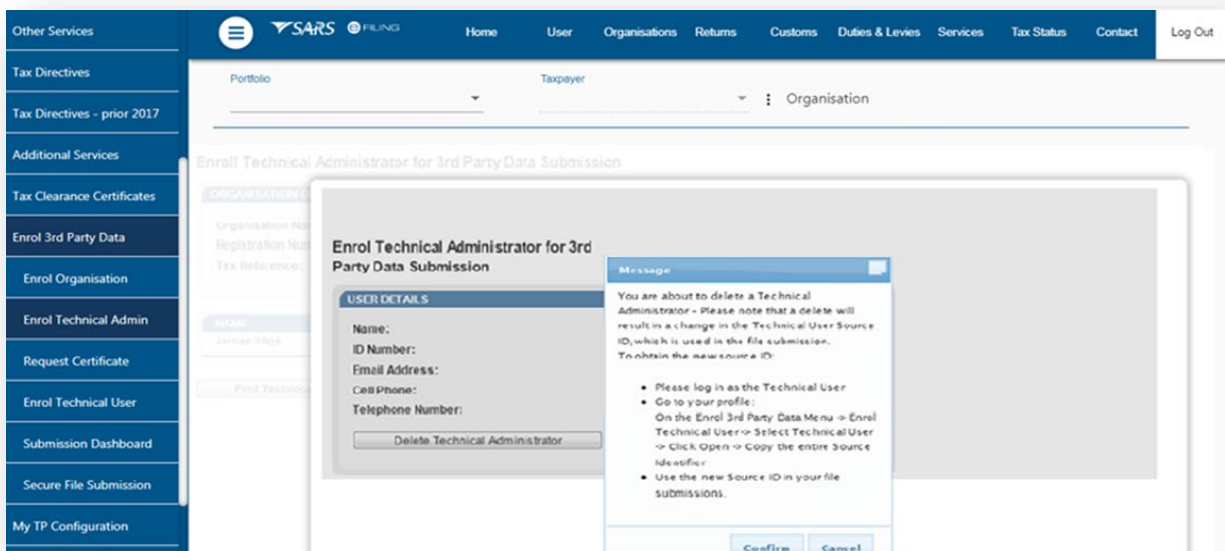 Other Services
Tax Directives
Tax Directives - prior 2017
Additional Services
Tax Clearance Certificates
Enrol 3rd Party Data
Enrol Organisation
Enrol Technical Admin
Request Certificate
Enrol Technical User
Submission Dashboard
Secure File Submission
My TP Configuration
SARS eFILING
Home User Organisations Returns Customs Duties & Levies Services Tax Status Contact Log Out
Portfolio Taxpayer
Organisation
Enroll Technical Administrator for 3rd Party Data Submission
ORGANISATION
Organisation
Registration
Tax Reference:
NAME
Find
Enrol Technical Administrator for 3rd
Party Data Submission
USER DETAILS
Name:
ID Number:
Email Address:
Cell Phone:
Telephone Number:
Delete Technical Administrator
Message
You are about to delete a Technical
Administrator - Please note that a delete will
result in a change in the Technical User Source
ID, which is used in the file submission.
To obtain the new source ID:
• Please log in as the Technical User
• Go to your profile:
On the Enrol 3rd Party Data Menu -> Enrol
Technical User -> Select Technical User
-> Click Open -> Copy the entire Source
Identifier
• Use the new Source ID in your file
submissions.
Confirm Cancel